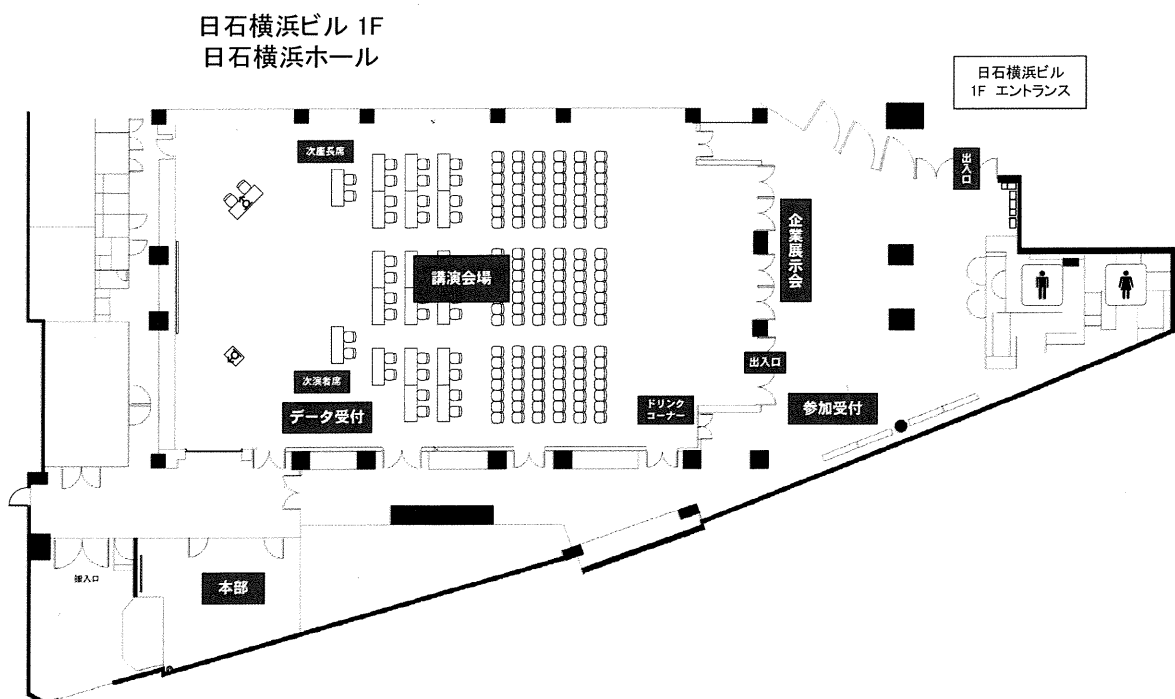 日石横浜ビル 1F
日石横浜ホール
日石横浜ビル
1F エントランス
次座長席
出入口
企業展示会
講演会場
出入口
次演者席
データ受付
ドリンク
コーナー
参加受付
搬入口
本部